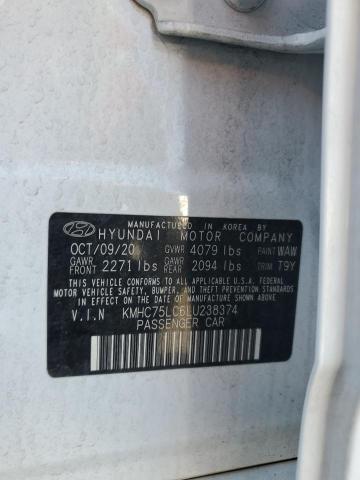 MANUFACTURED IN KOREA BY
HYUNDAI MOTOR COMPANY
OCT/09/20 GVWR 4079 lbs PAINT WAW
GAWR FRONT 2271 lbs GAWR REAR 2094 lbs TRIM T9Y
THIS VEHICLE CONFORMS TO ALL APPLICABLE U.S.A. FEDERAL
MOTOR VEHICLE SAFETY, BUMPER, AND THEFT PREVENTION
STANDARDS IN EFFECT ON THE DATE OF MANUFACTURE SHOWN ABOVE.
V.I.N KMHC75LC6LU238374
PASSENGER CAR